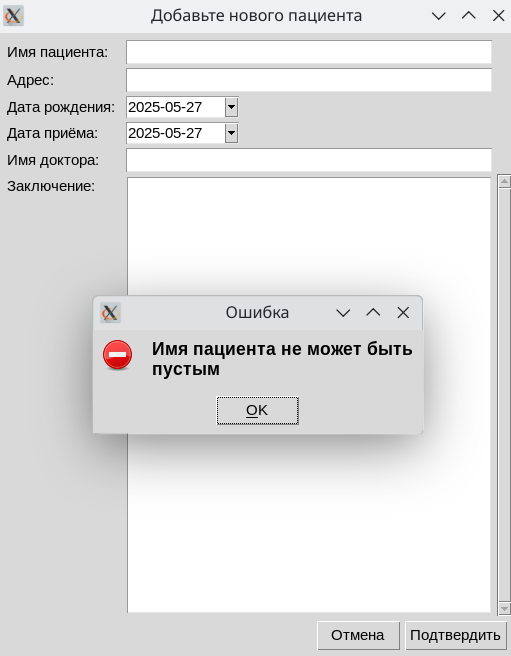 Добавьте нового пациента
Имя пациента:
Адрес:
Дата рождения: 2025-05-27
Дата приёма: 2025-05-27
Имя доктора:
Заключение:
Ошибка
Имя пациента не может быть
пустым
OK
Отмена Подтвердить